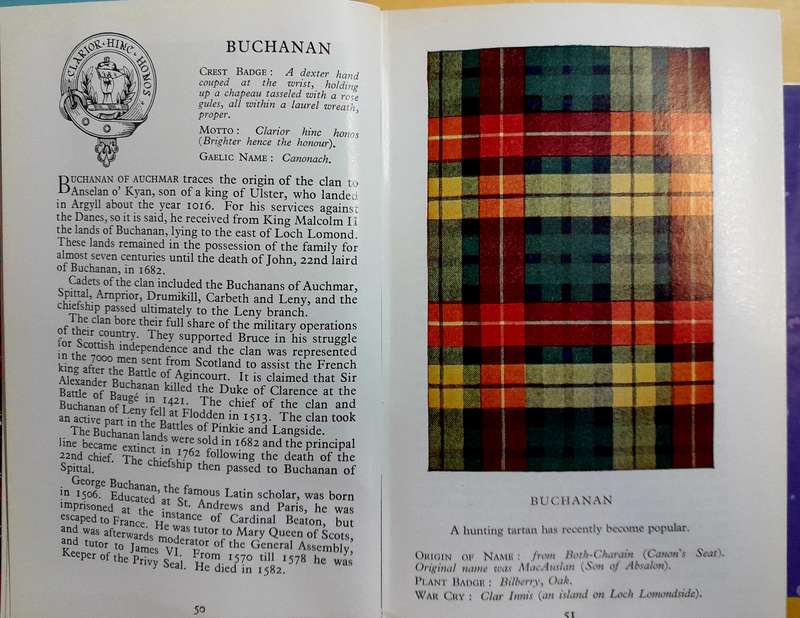 CLARIOR · HINC · HONOS
BUCHANAN
CREST BADGE : A dexter hand
couped at the wrist, holding
up a chapeau tasseled with a rose
gules, all within a laurel wreath,
proper.
MOTTO : Clarior hinc honos
(Brighter hence the honour).
GAELIC NAME : Canonach.
BUCHANAN OF AUCHMAR traces the origin of the clan to
Anselan o' Kyan, son of a king of Ulster, who landed
in Argyll about the year 1016. For his services against
the Danes, so it is said, he received from King Malcolm II
the lands of Buchanan, lying to the east of Loch Lomond.
These lands remained in the possession of the family for
almost seven centuries until the death of John, 22nd laird
of Buchanan, in 1682.
Cadets of the clan included the Buchanans of Auchmar,
Spittal, Arnprior, Drumikill, Carbeth and Leny, and the
chiefship passed ultimately to the Leny branch.
The clan bore their full share of the military operations
of their country. They supported Bruce in his struggle
for Scottish independence and the clan was represented
in the 7000 men sent from Scotland to assist the French
king after the Battle of Agincourt. It is claimed that Sir
Alexander Buchanan killed the Duke of Clarence at the
Battle of Baugé in 1421. The chief of the clan and
Buchanan of Leny fell at Flodden in 1513. The clan took
an active part in the Battles of Pinkie and Langside.
The Buchanan lands were sold in 1682 and the principal
line became extinct in 1762 following the death of the
22nd chief. The chiefship then passed to Buchanan of
Spittal.
George Buchanan, the famous Latin scholar, was born
in 1506. Educated at St. Andrews and Paris, he was
imprisoned at the instance of Cardinal Beaton, but
escaped to France. He was tutor to Mary Queen of Scots,
and was afterwards moderator of the General Assembly,
and tutor to James VI. From 1570 till 1578 he was
Keeper of the Privy Seal. He died in 1582.
50
BUCHANAN
A hunting tartan has recently become popular.
ORIGIN OF NAME : from Both-Charain (Canon's Seat).
Original name was MacAuslan (Son of Absalon).
PLANT BADGE : Bilberry, Oak.
WAR CRY : Clar Innis (an island on Loch Lomondside).
51